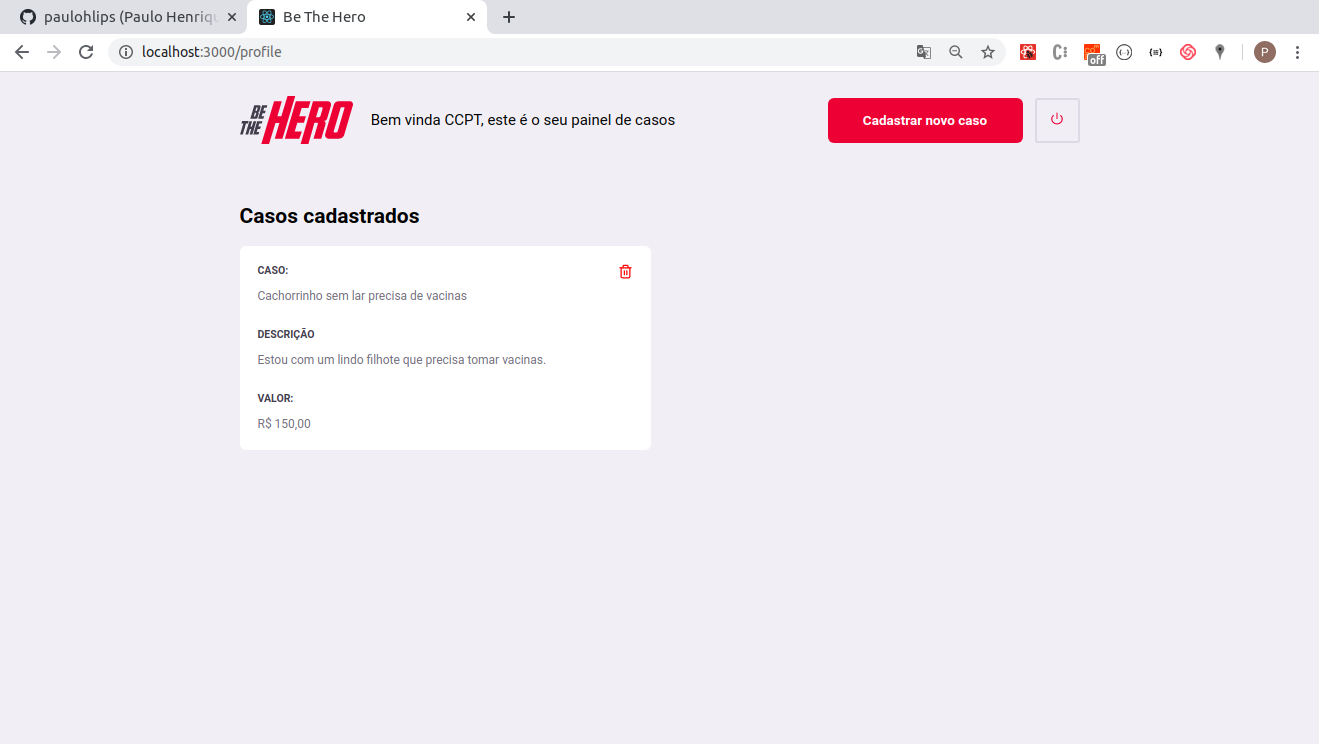 paulohlips (Paulo Henriqu
Be The Hero
localhost:3000/profile
off
P
BE THE HERO
Bem vinda CCPT, este é o seu painel de casos
Cadastrar novo caso
Casos cadastrados
CASO:
Cachorrinho sem lar precisa de vacinas
DESCRIÇÃO
Estou com um lindo filhote que precisa tomar vacinas.
VALOR:
R$ 150,00